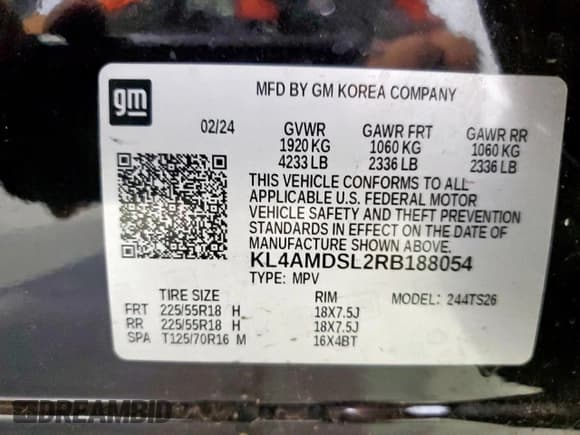 gm
MFD BY GM KOREA COMPANY
02/24 GVWR GAWR FRT GAWR RR
1920 KG 1060 KG 1060 KG
4233 LB 2336 LB 2336 LB
THIS VEHICLE CONFORMS TO ALL
APPLICABLE U.S. FEDERAL MOTOR
VEHICLE SAFETY AND THEFT PREVENTION
STANDARDS IN EFFECT ON THE DATE OF
MANUFACTURE SHOWN ABOVE.
KL4AMDSL2RB188054
TYPE: MPV
TIRE SIZE RIM MODEL: 244TS26
FRT 225/55R18 H 18X7.5J
RR 225/55R18 H 18X7.5J
SPA T125/70R16 M 16X4BT
DREAMBID